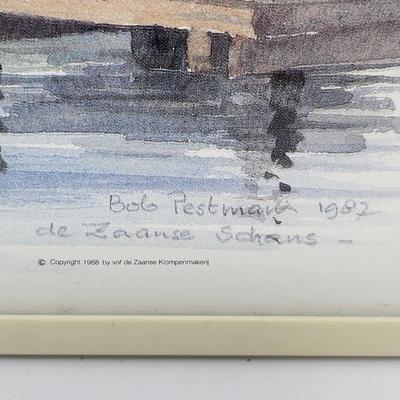 Bob Pestman 1987
de Zaanse Schans -
© Copyright 1988 by vof de Zaanse Klompenmakerij